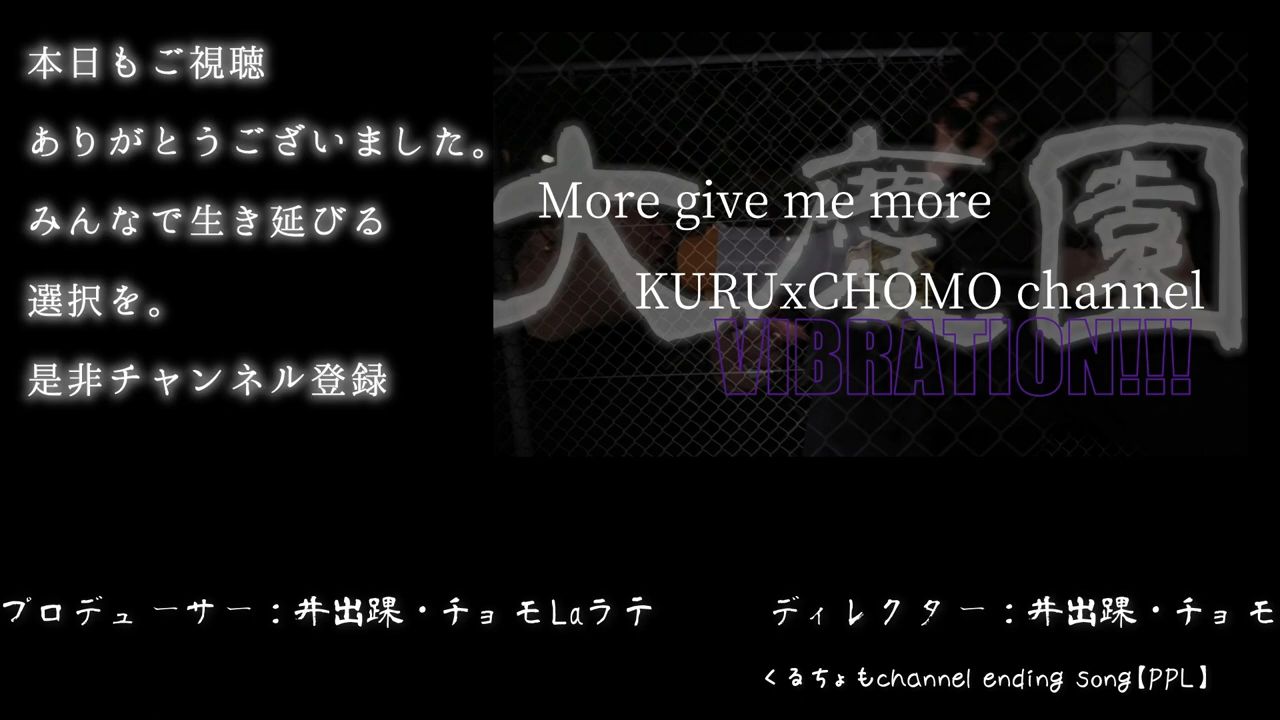 本日もご視聴
ありがとうございました。
みんなで生き延びる
選択を。
是非チャンネル登録
大慶園
More give me more
KURUxCHOMO channel
VIBRATION!!!
プロデューサー：井出踝・チョモLaラテ
ディレクター：井出踝・チョモ
くるちょもchannel ending song【PPL】